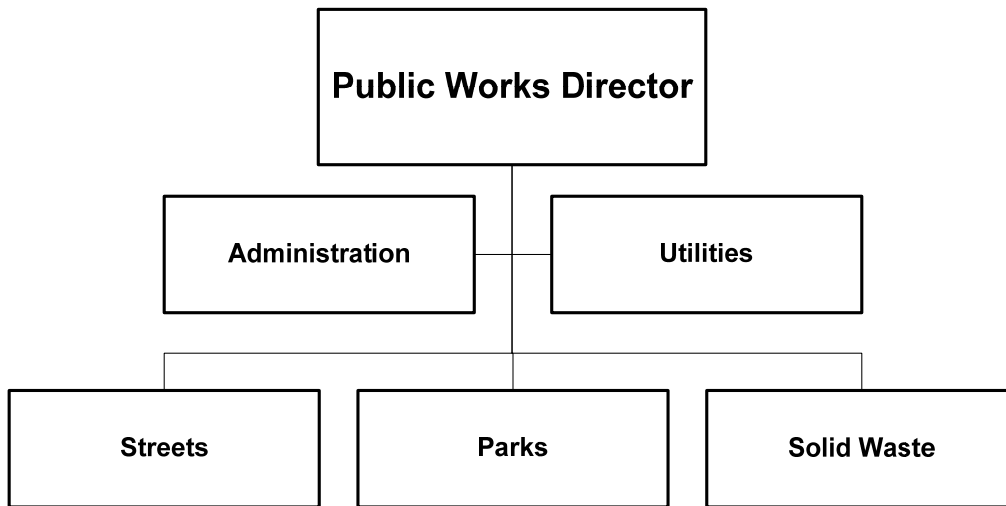 Public Works Director
Administration
Utilities
Streets
Parks
Solid Waste